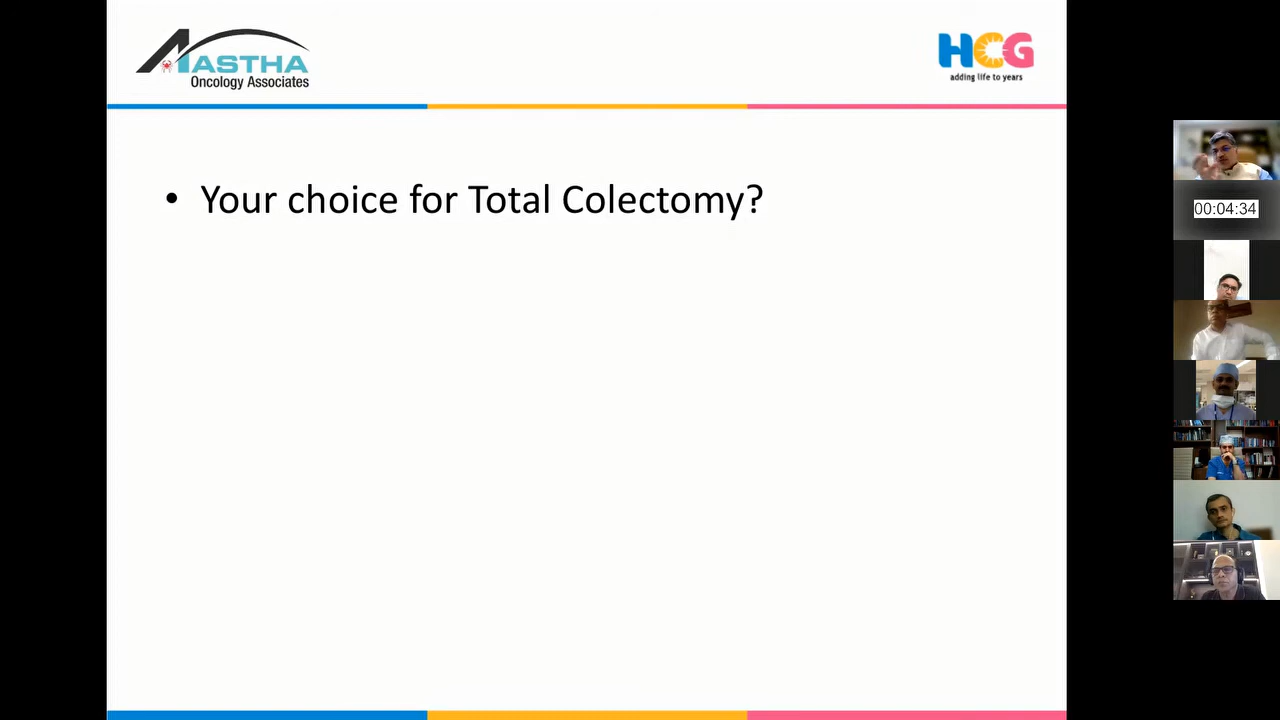 AASTHA
Oncology Associates
HCG
adding life to years
• Your choice for Total Colectomy?
00:04:34